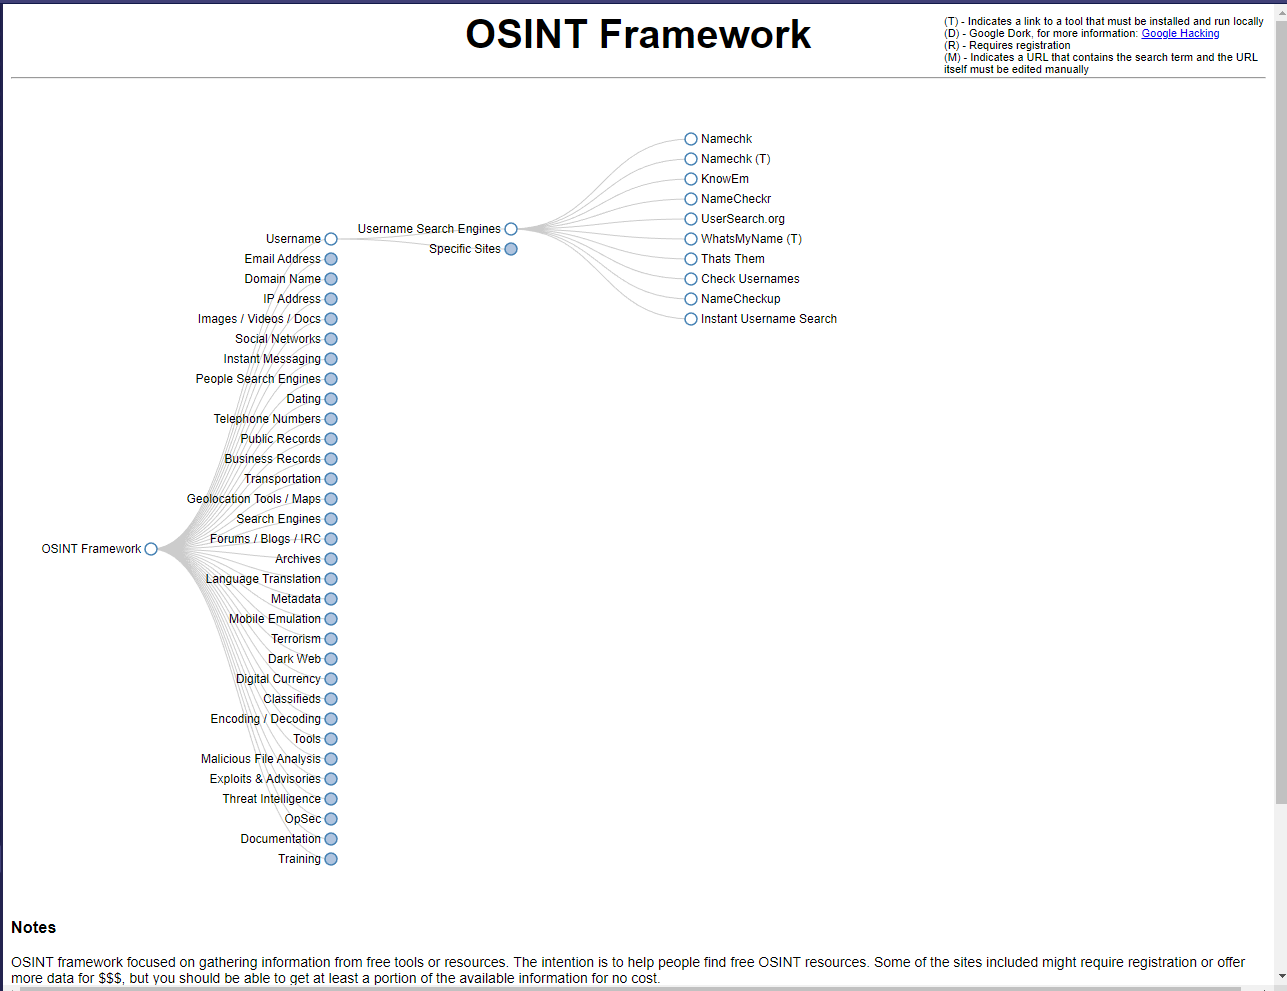 OSINT Framework
(T) - Indicates a link to a tool that must be installed and run locally
(D) - Google Dork, for more information: Google Hacking
(R) - Requires registration
(M) - Indicates a URL that contains the search term and the URL
itself must be edited manually
Namechk
Namechk (T)
KnowEm
NameCheckr
UserSearch.org
WhatsMyName (T)
Thats Them
Check Usernames
NameCheckup
Instant Username Search
Username Search Engines
Specific Sites
Username
Email Address
Domain Name
IP Address
Images / Videos / Docs
Social Networks
Instant Messaging
People Search Engines
Dating
Telephone Numbers
Public Records
Business Records
Transportation
Geolocation Tools / Maps
Search Engines
Forums / Blogs / IRC
Archives
Language Translation
Metadata
Mobile Emulation
Terrorism
Dark Web
Digital Currency
Classifieds
Encoding / Decoding
Tools
Malicious File Analysis
Exploits & Advisories
Threat Intelligence
OpSec
Documentation
Training
OSINT Framework
Notes
OSINT framework focused on gathering information from free tools or resources. The intention is to help people find free OSINT resources. Some of the sites included might require registration or offer
more data for $$$, but you should be able to get at least a portion of the available information for no cost.